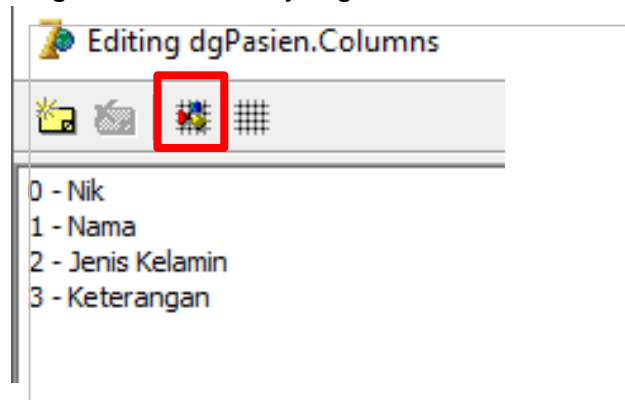 Editing dgPasien.Columns
0 - Nik
1 - Nama
2 - Jenis Kelamin
3 - Keterangan